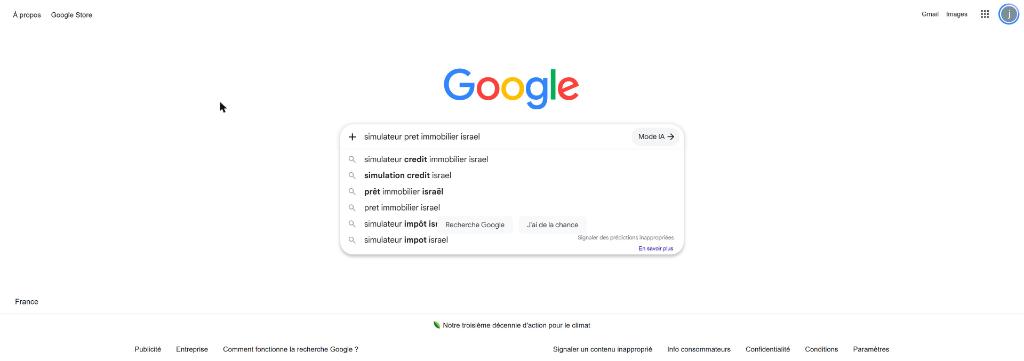 À propos Google Store
Gmail Images
j
Google
simulateur pret immobilier israel
Mode IA
simulateur credit immobilier israel
simulation credit israel
prêt immobilier israël
pret immobilier israel
simulateur impôt isr
Recherche Google J'ai de la chance
simulateur impot israel
Signaler des prédictions inappropriées
En savoir plus
France
Notre troisième décennie d'action pour le climat
Publicité Entreprise Comment fonctionne la recherche Google ?
Signaler un contenu inapproprié Info consommateurs Confidentialité Conditions Paramètres